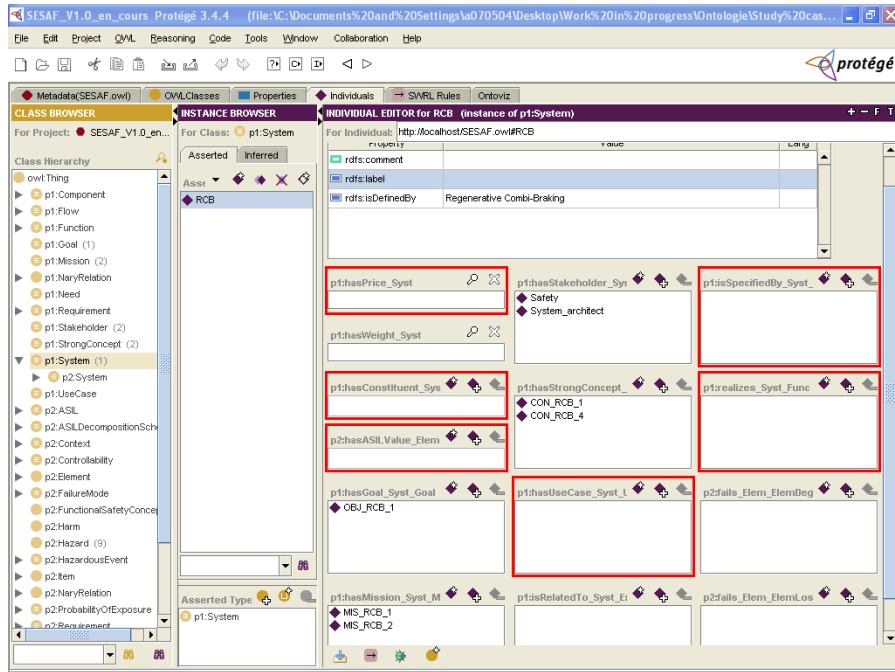 SESAF_V1.0_en_cours Protégé 3.4.4 (file:\C:\Documents%20and%20Settings\a070504\Desktop\Work%20in%20progress\Ontologie\Study%20cas...
File Edit Project OWL Reasoning Code Tools Window Collaboration Help
protégé
Metadata(SESAF.owl) OWLClasses Properties Individuals SWRL Rules Ontoviz
CLASS BROWSER
For Project: SESAF_V1.0_en...
Class Hierarchy
owl:Thing
p1:Component
p1:Flow
p1:Function
p1:Goal (1)
p1:Mission (2)
p1:NaryRelation
p1:Need
p1:Requirement
p1:Stakeholder (2)
p1:StrongConcept (2)
p1:System (1)
p2:System
p1:UseCase
p2:ASIL
p2:ASILDecompositionSch
p2:Context
p2:Controllability
p2:Element
p2:FailureMode
p2:FunctionalSafetyConcep
p2:Harm
p2:Hazard (9)
p2:HazardousEvent
p2:Item
p2:NaryRelation
p2:ProbabilityOfExposure
p2:Requirement
INSTANCE BROWSER
For Class: p1:System
Asserted Inferred
Asse
RCB
Asserted Type
p1:System
INDIVIDUAL EDITOR for RCB (instance of p1:System)
+ − F T
For Individual: http://localhost/SESAF.owl#RCB
Property Value Lang
rdfs:comment
rdfs:label
rdfs:isDefinedBy Regenerative Combi-Braking
p1:hasPrice_Syst
p1:hasStakeholder_Sys
Safety
System_architect
p1:isSpecifiedBy_Syst_
p1:hasWeight_Syst
p1:hasConstituent_Sys
p1:hasStrongConcept_
CON_RCB_1
CON_RCB_4
p1:realizes_Syst_Func
p2:hasASILValue_Elem
p1:hasGoal_Syst_Goal
OBJ_RCB_1
p1:hasUseCase_Syst_U
p2:fails_Elem_ElemDeg
p1:hasMission_Syst_M
MIS_RCB_1
MIS_RCB_2
p1:isRelatedTo_Syst_E
p2:fails_Elem_ElemLos